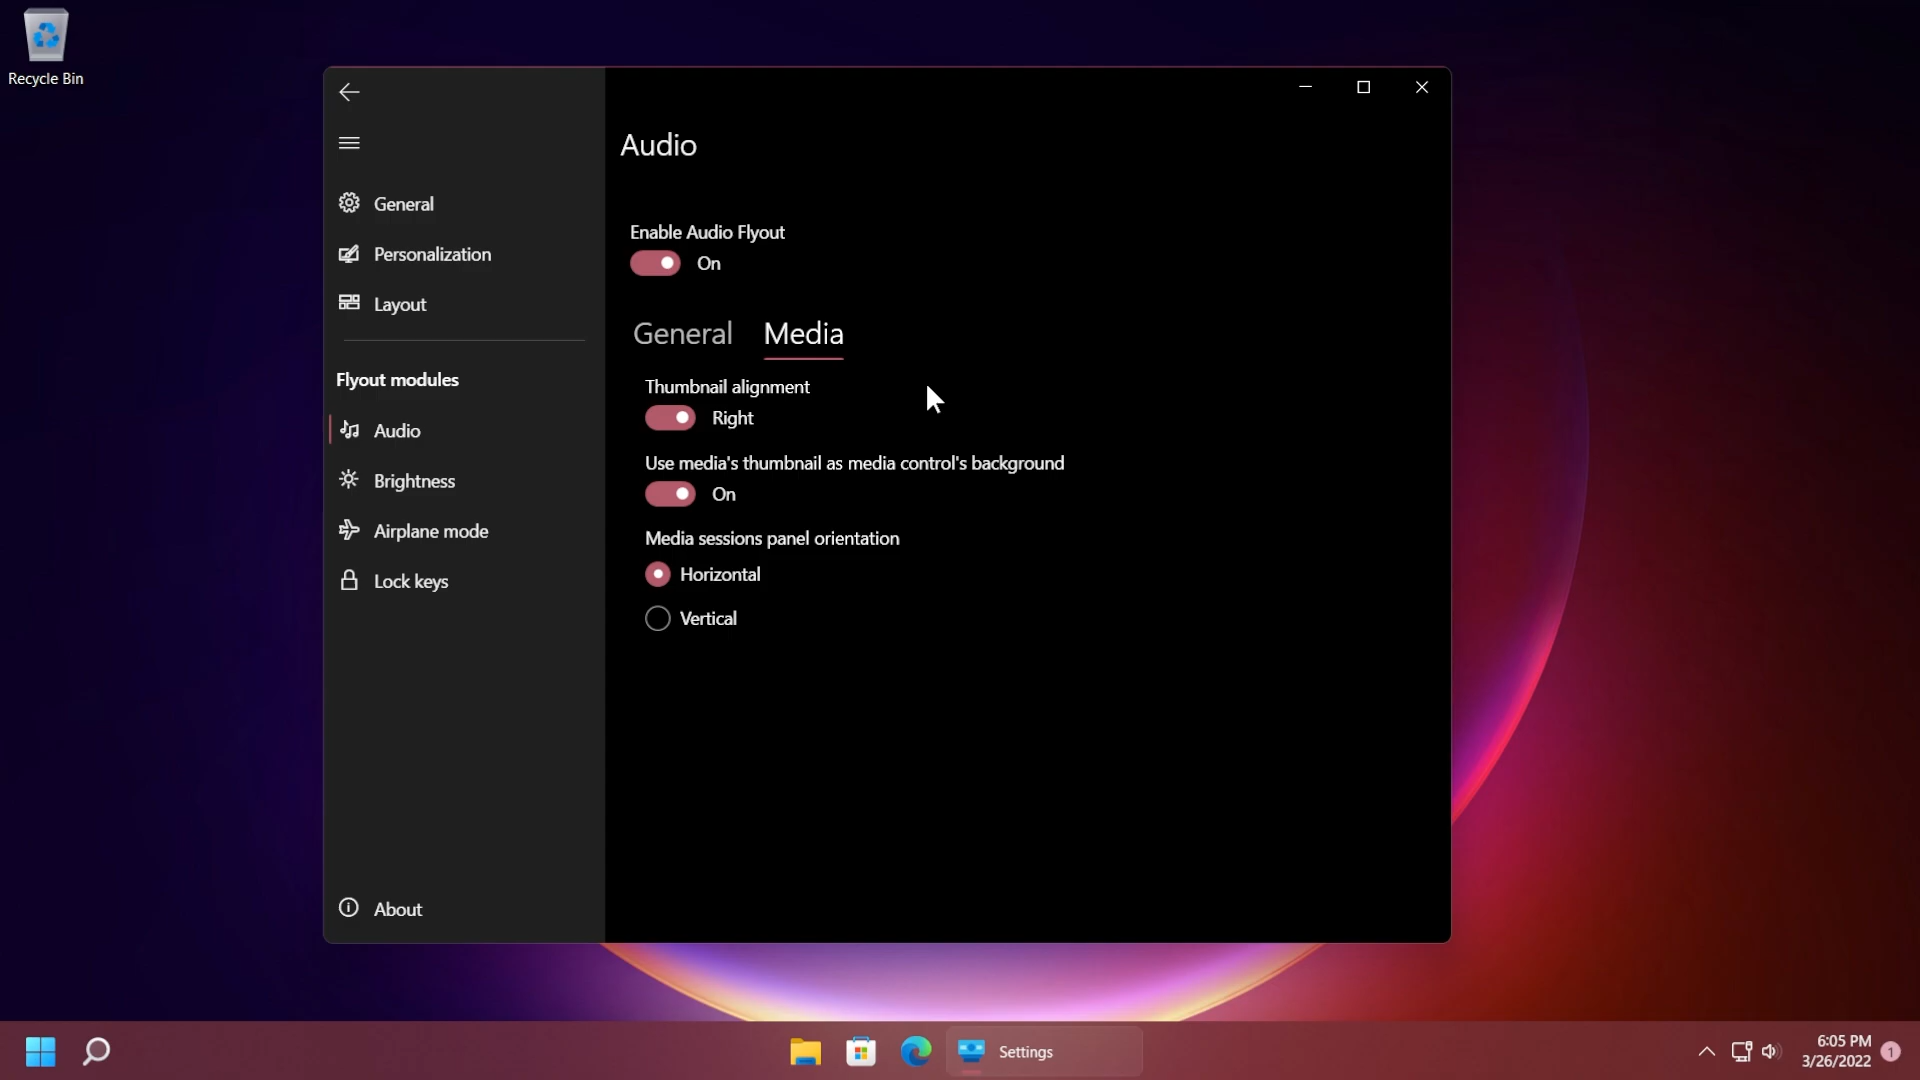 Recycle Bin
General
Personalization
Layout
Flyout modules
Audio
Brightness
Airplane mode
Lock keys
About
Audio
Enable Audio Flyout
On
General Media
Thumbnail alignment
Right
Use media's thumbnail as media control's background
On
Media sessions panel orientation
Horizontal
Vertical
Settings
6:05 PM
3/26/2022
1